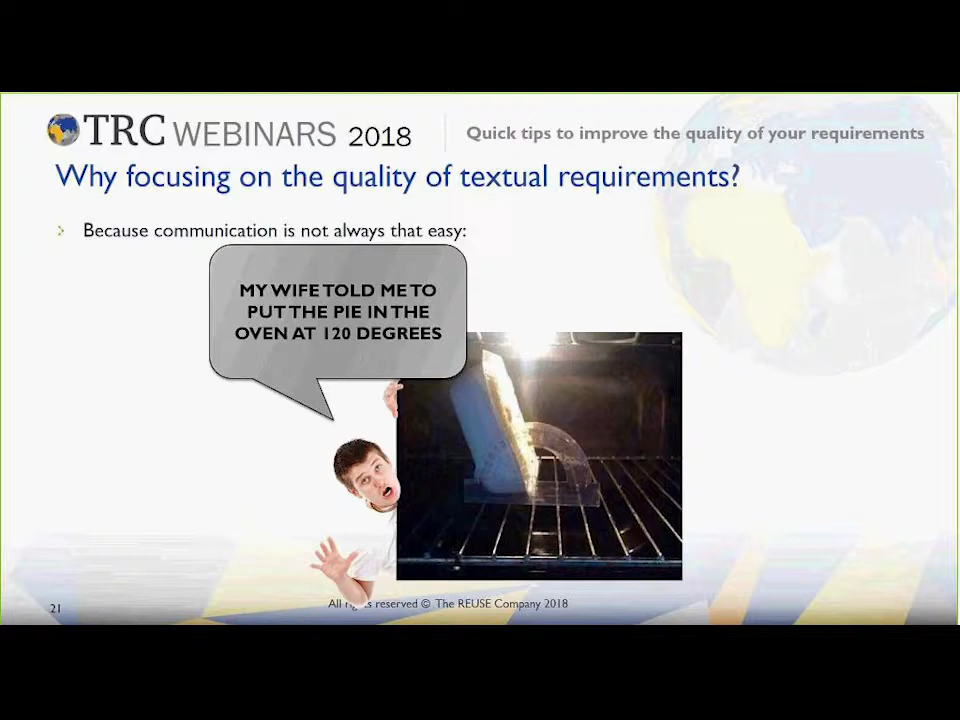 TRC WEBINARS 2018
Quick tips to improve the quality of your requirements
Why focusing on the quality of textual requirements?
Because communication is not always that easy:
MY WIFE TOLD ME TO
PUT THE PIE IN THE
OVEN AT 120 DEGREES
21
All rights reserved © The REUSE Company 2018